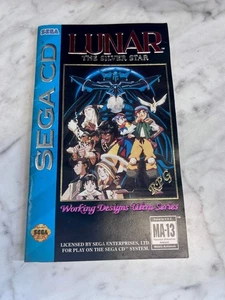 SEGA
SEGA CD
LUNAR
THE SILVER STAR
RPG
Working Designs
MA-13
LICENSED BY SEGA ENTERPRISES, LTD.
FOR PLAY ON THE SEGA CD™ SYSTEM.
SEGA